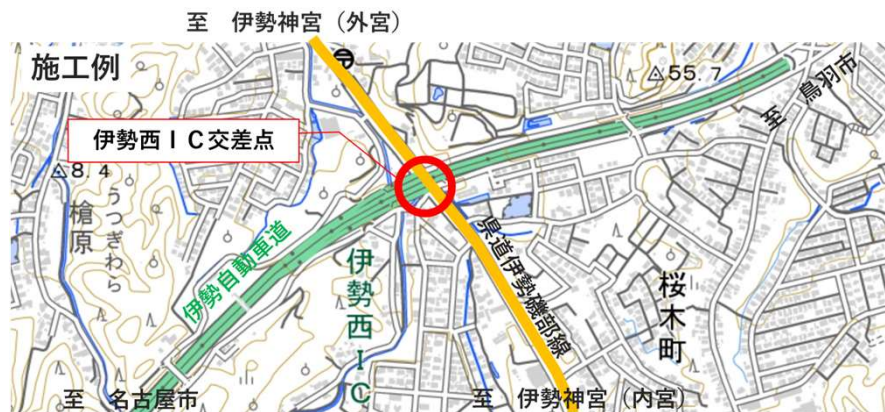 至 伊勢神宮（外宮）
施工例
55.7
至 鳥羽市
伊勢西ＩＣ交差点
8.4
檜原
うつぎわら
伊勢自動車道
伊勢西ＩＣ
県道伊勢磯部線
桜木町
至 名古屋市
至 伊勢神宮（内宮）